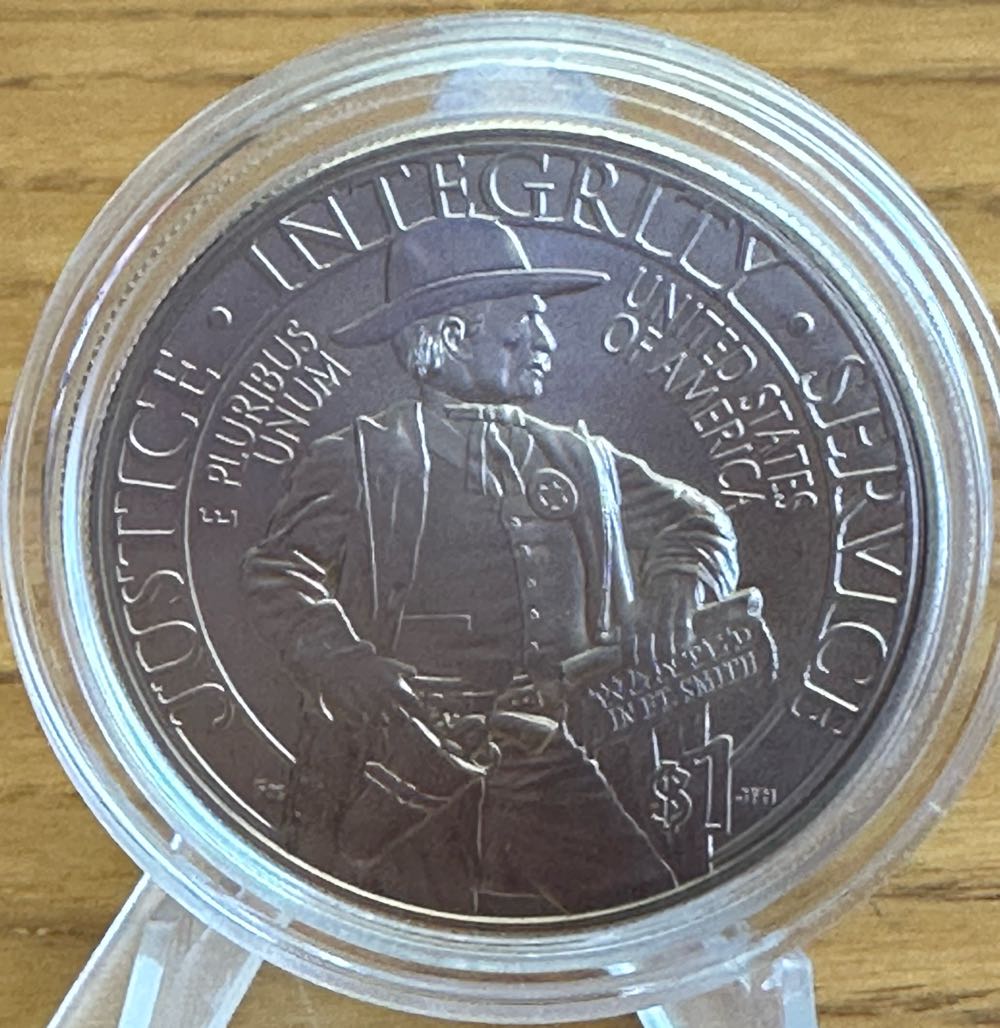 JUSTICE • INTEGRITY • SERVICE
E PLURIBUS
UNUM
UNITED STATES
OF AMERICA
WANTED
IN FT. SMITH
$1